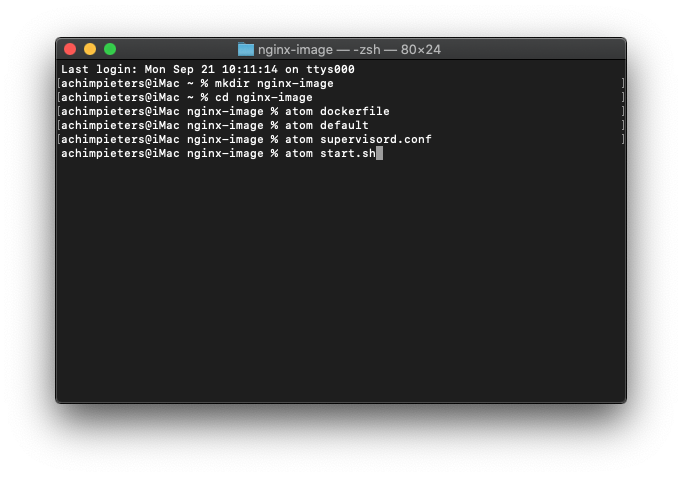 nginx-image — -zsh — 80×24
Last login: Mon Sep 21 10:11:14 on ttys000
[achimpieters@iMac ~ % mkdir nginx-image ]
[achimpieters@iMac ~ % cd nginx-image ]
[achimpieters@iMac nginx-image % atom dockerfile ]
[achimpieters@iMac nginx-image % atom default ]
[achimpieters@iMac nginx-image % atom supervisord.conf ]
achimpieters@iMac nginx-image % atom start.sh